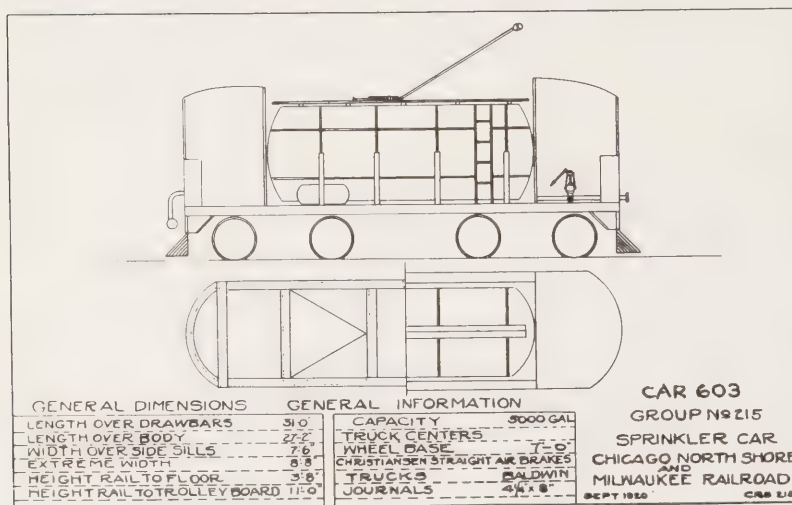 GENERAL DIMENSIONS
LENGTH OVER DRAWBARS 31'0"
LENGTH OVER BODY 27'-2"
WIDTH OVER SIDE SILLS 7'6"
EXTREME WIDTH 8'8"
HEIGHT RAIL TO FLOOR 3'8"
HEIGHT RAIL TO TROLLEY BOARD 11'-0"
GENERAL INFORMATION
CAPACITY 5000 GAL
TRUCK CENTERS
WHEEL BASE 7'-0"
CHRISTIANSEN STRAIGHT AIR BRAKES
TRUCKS BALDWIN
JOURNALS 4¼ x 8"
CAR 603
GROUP Nº 215
SPRINKLER CAR
CHICAGO NORTH SHORE
AND
MILWAUKEE RAILROAD
SEPT 1920